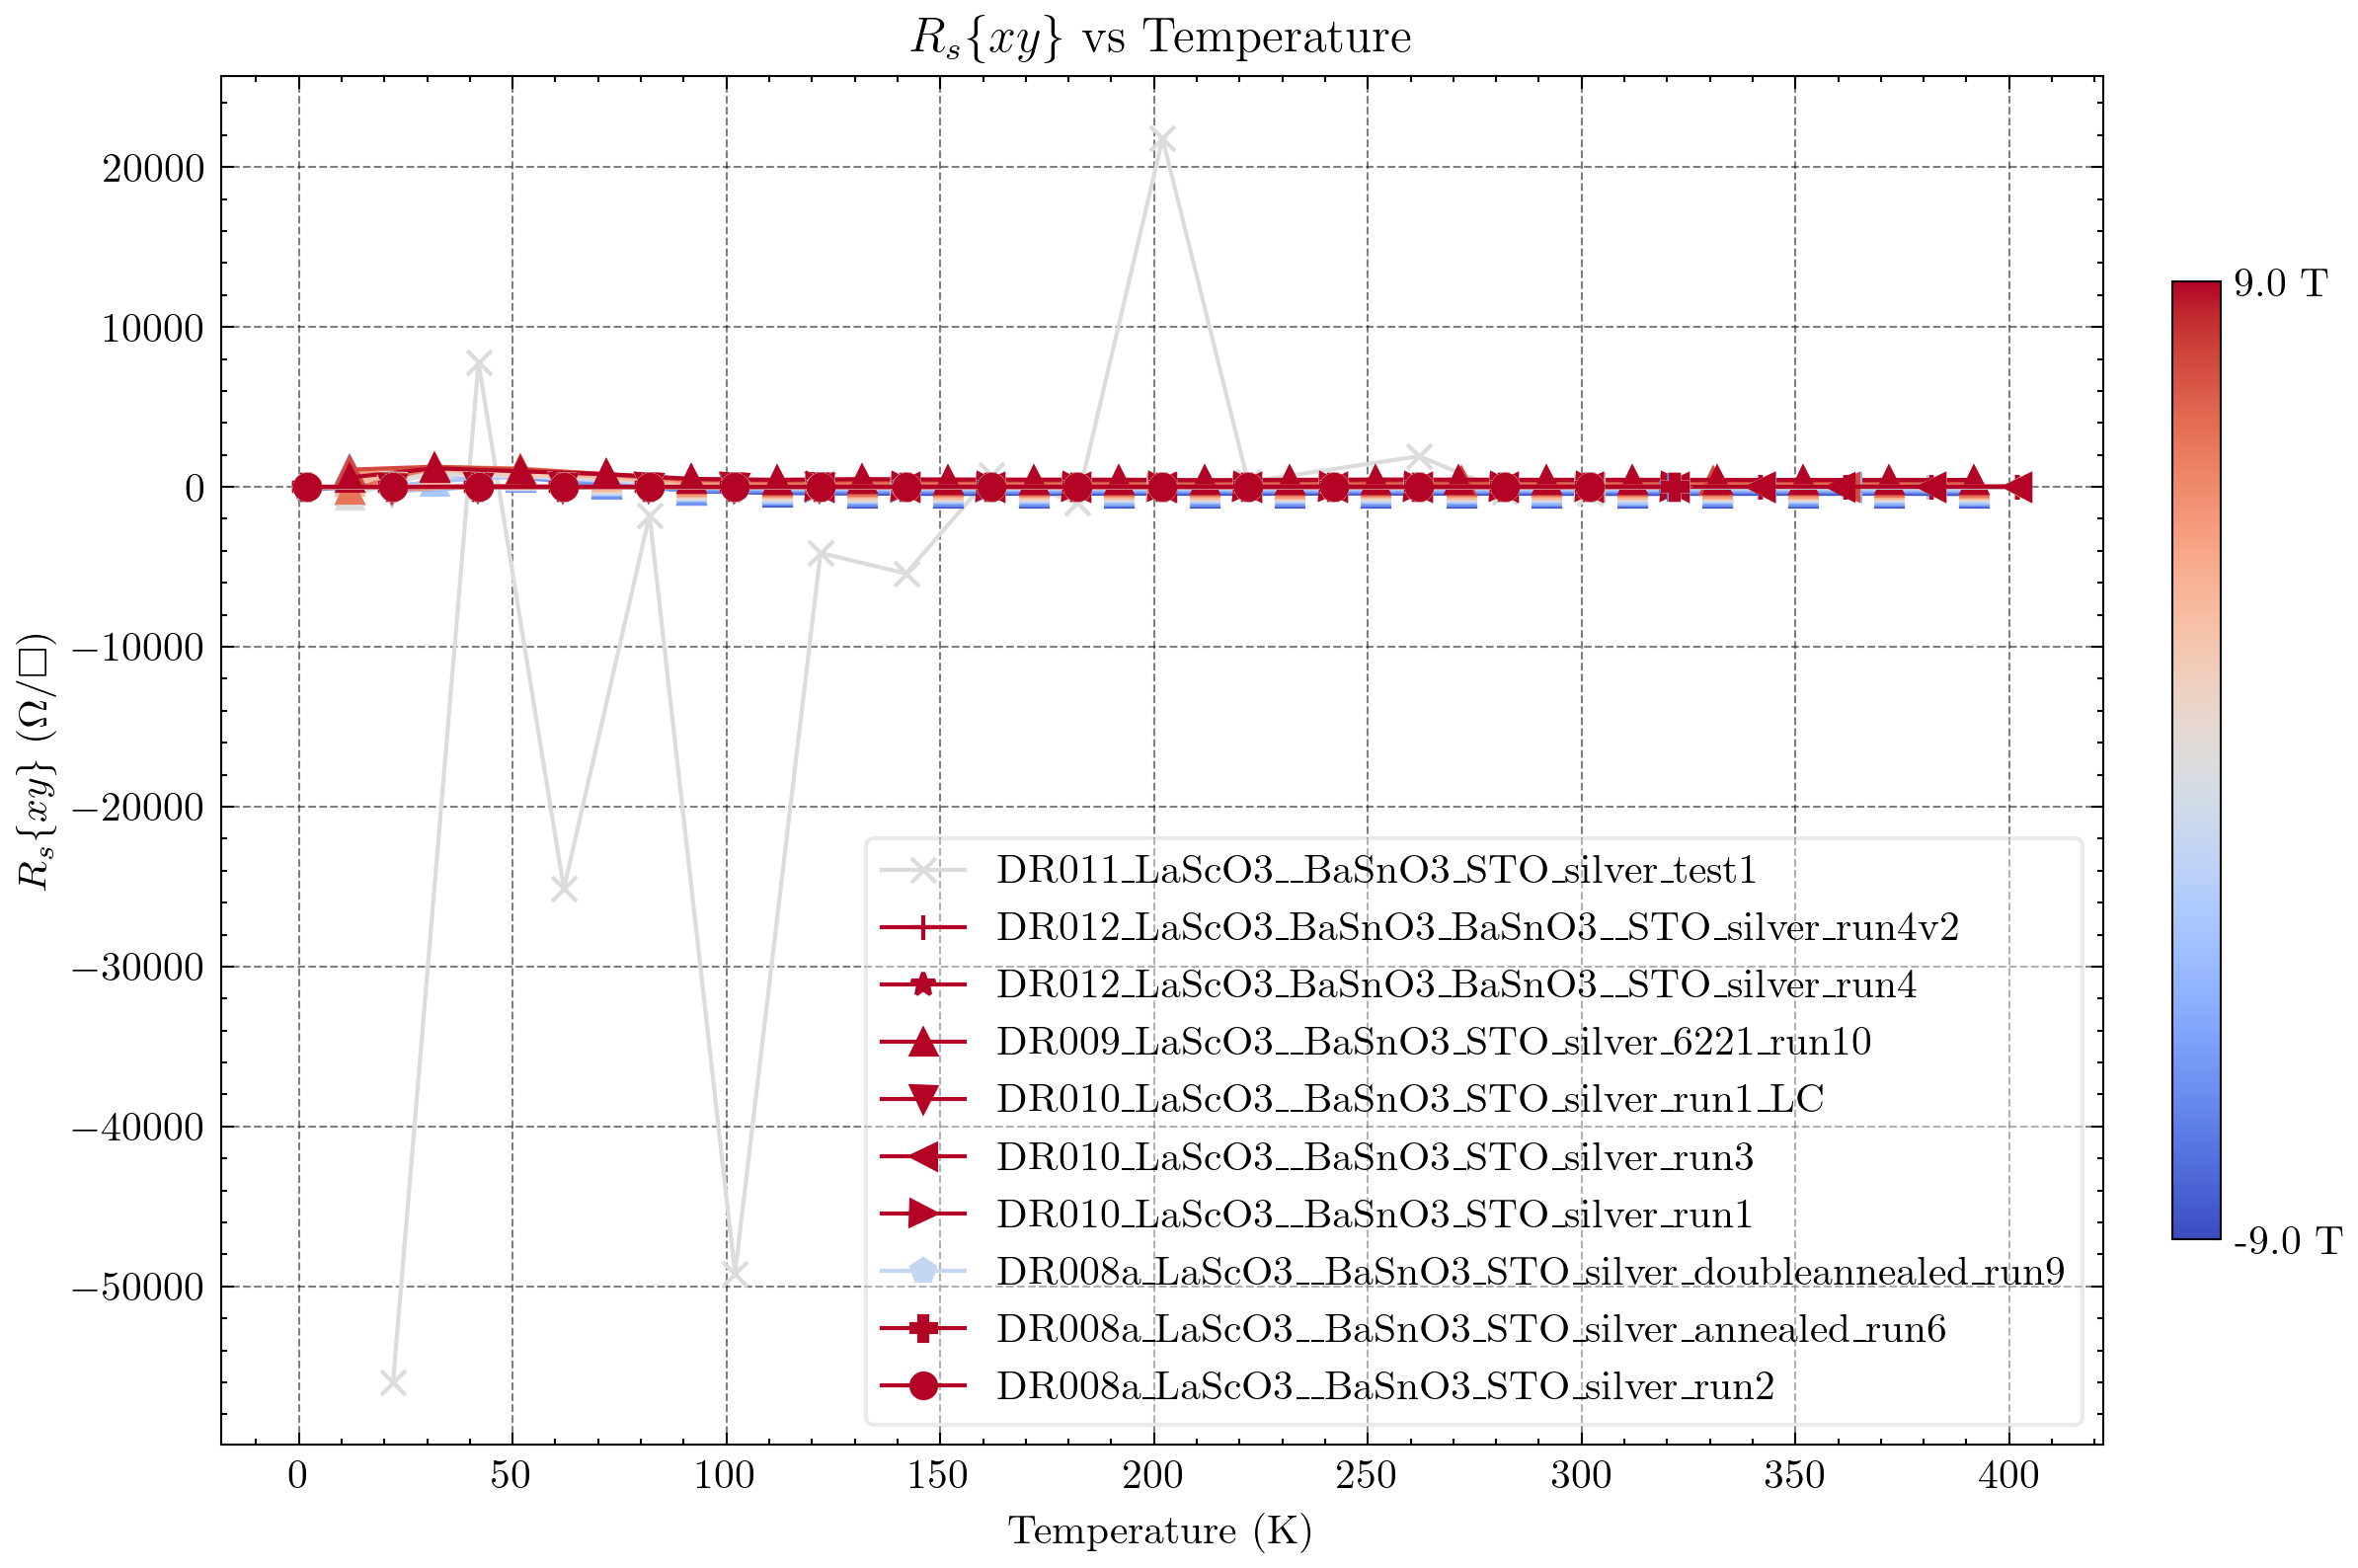 R_s{xy} vs Temperature
20000
10000
0
−10000
−20000
−30000
−40000
−50000
R_s{xy} (Ω/□)
0 50 100 150 200 250 300 350 400
Temperature (K)
DR011_LaScO3__BaSnO3_STO_silver_test1
DR012_LaScO3_BaSnO3_BaSnO3__STO_silver_run4v2
DR012_LaScO3_BaSnO3_BaSnO3__STO_silver_run4
DR009_LaScO3__BaSnO3_STO_silver_6221_run10
DR010_LaScO3__BaSnO3_STO_silver_run1_LC
DR010_LaScO3__BaSnO3_STO_silver_run3
DR010_LaScO3__BaSnO3_STO_silver_run1
DR008a_LaScO3__BaSnO3_STO_silver_doubleannealed_run9
DR008a_LaScO3__BaSnO3_STO_silver_annealed_run6
DR008a_LaScO3__BaSnO3_STO_silver_run2
9.0 T
-9.0 T